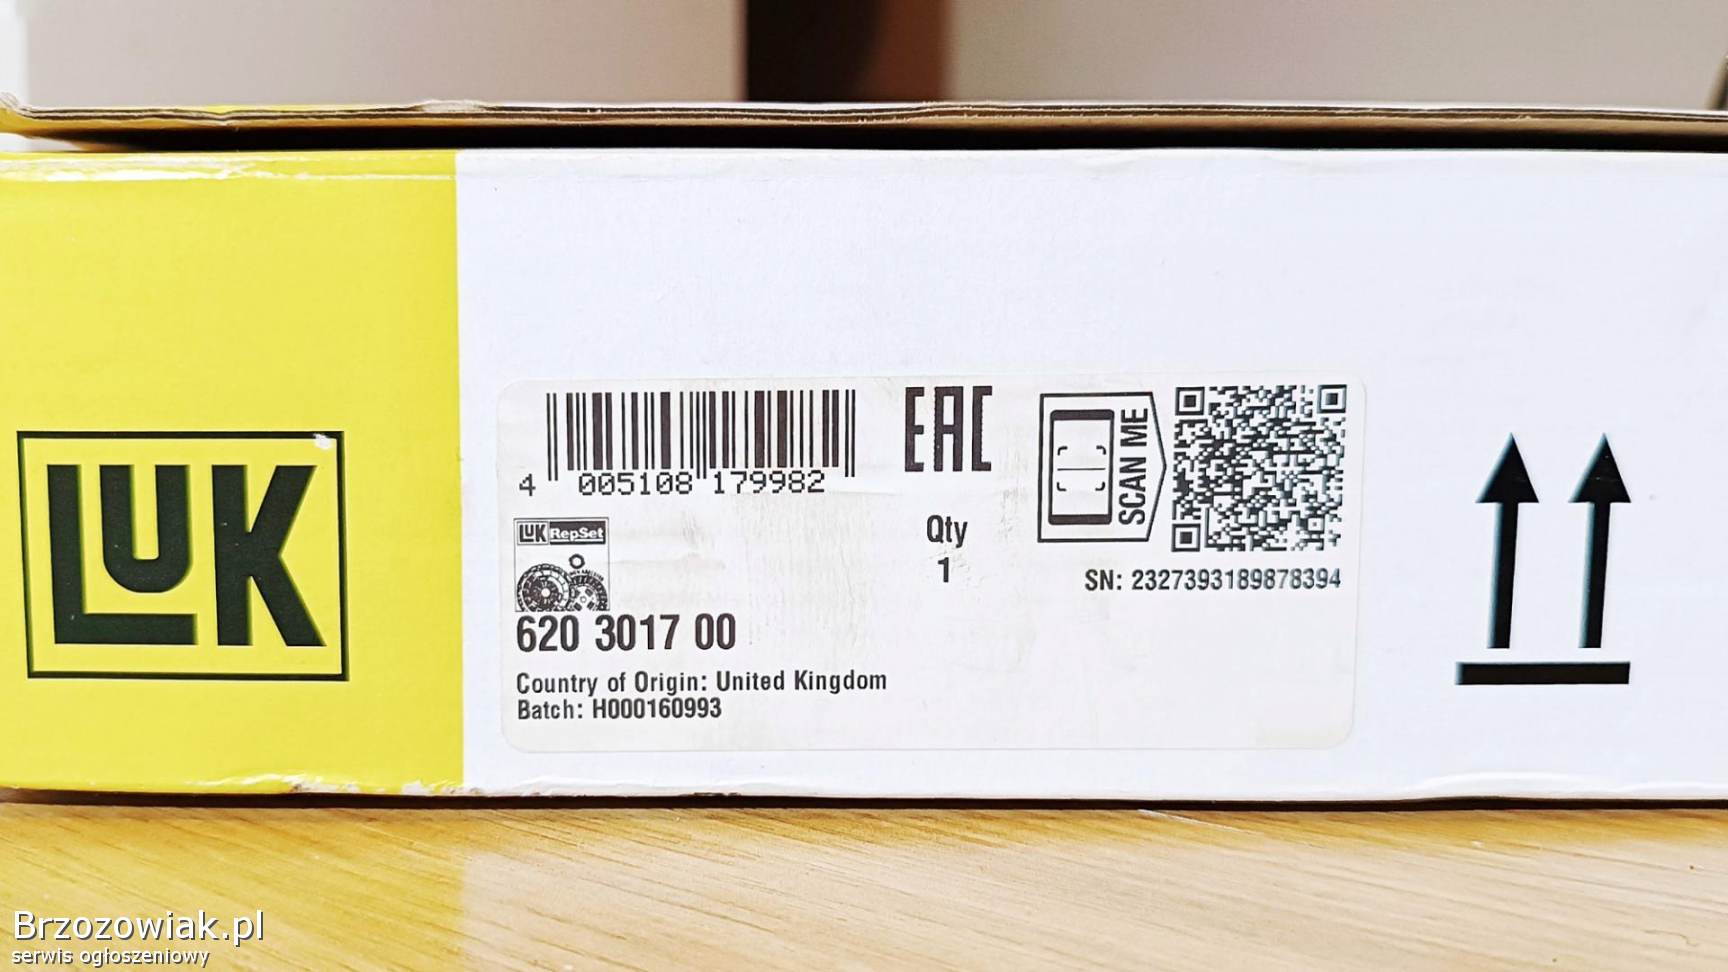 LUK
4 005108 179982
EAC
SCAN ME
LUK RepSet
Qty
1
SN: 2327393189878394
620 3017 00
Country of Origin: United Kingdom
Batch: H000160993
Brzozowiak.pl
serwis ogłoszeniowy